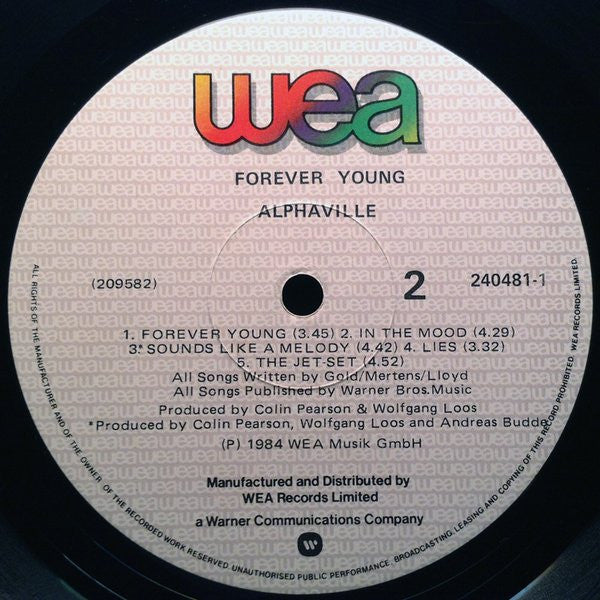 wea
FOREVER YOUNG
ALPHAVILLE
(209582)
2
240481-1
1. FOREVER YOUNG (3.45) 2. IN THE MOOD (4.29)
3.* SOUNDS LIKE A MELODY (4.42) 4. LIES (3.32)
5. THE JET-SET (4.52)
All Songs Written by Gold/Mertens/Lloyd
All Songs Published by Warner Bros.Music
Produced by Colin Pearson & Wolfgang Loos
*Produced by Colin Pearson, Wolfgang Loos and Andreas Budde
(P) 1984 WEA Musik GmbH
Manufactured and Distributed by
WEA Records Limited
a Warner Communications Company
ALL RIGHTS OF THE MANUFACTURER AND OF THE OWNER OF THE RECORDED WORK RESERVED. UNAUTHORISED PUBLIC PERFORMANCE, BROADCASTING, LEASING AND COPYING OF THIS RECORD PROHIBITED. WEA RECORDS LIMITED.